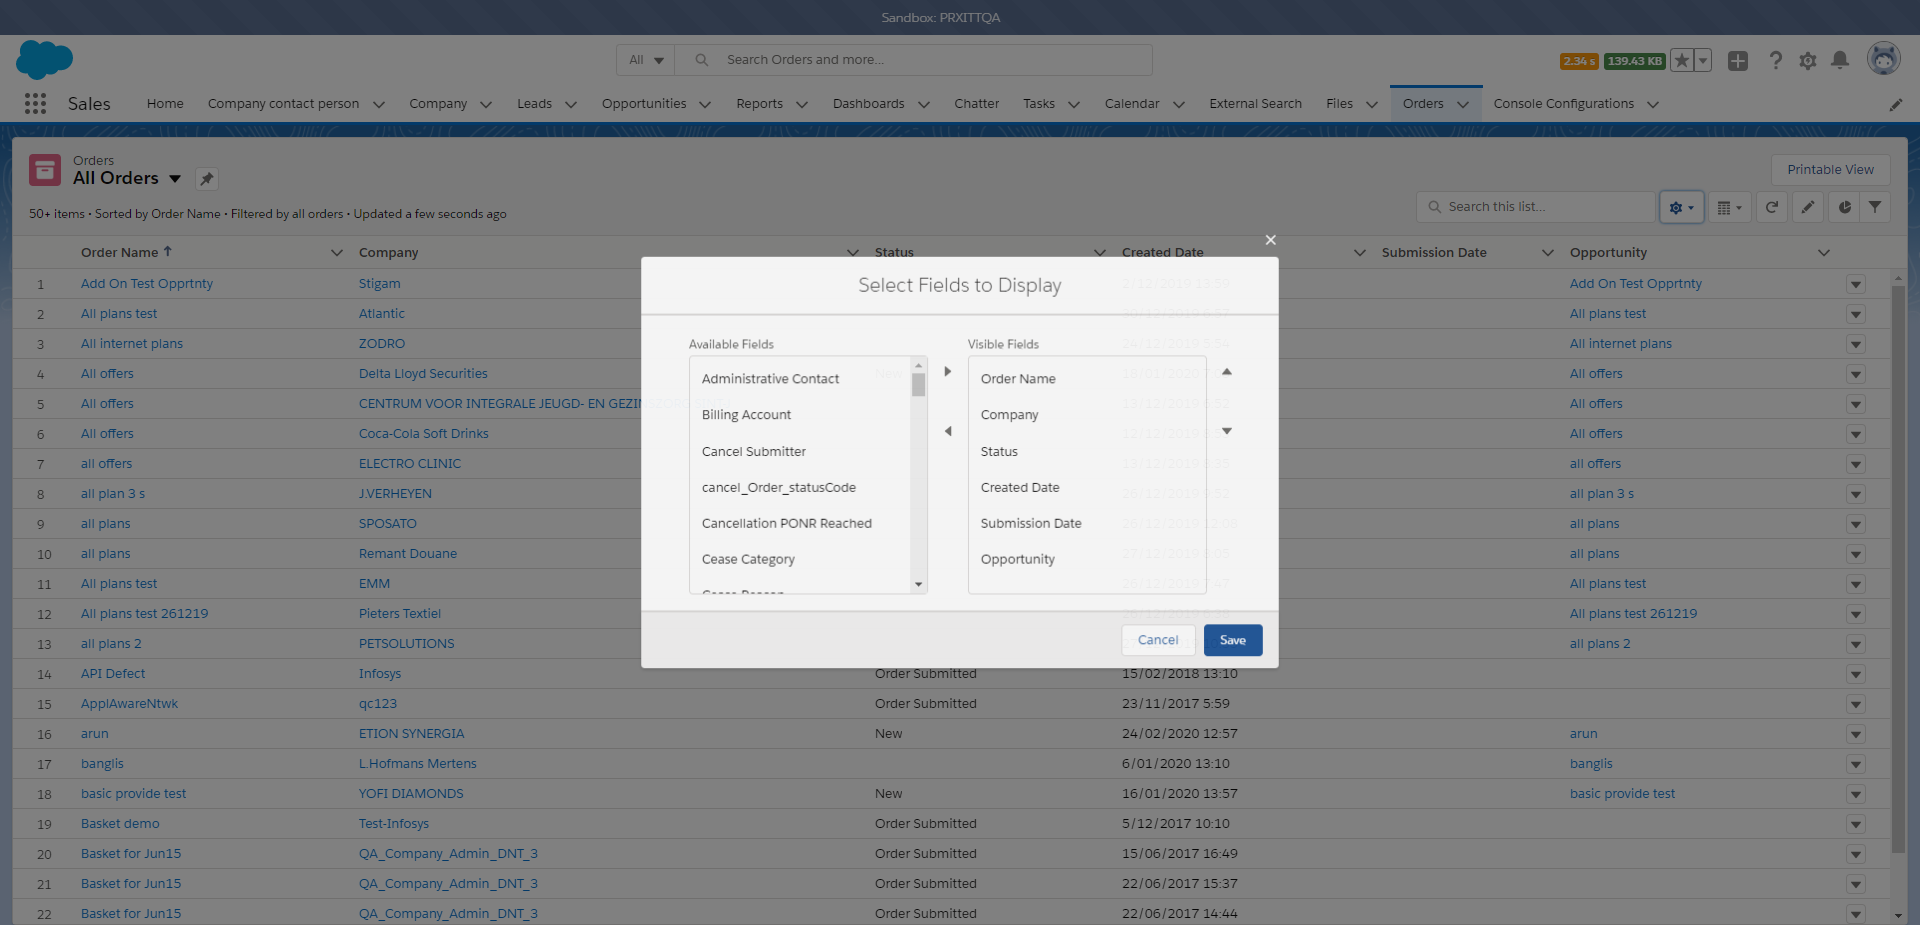 Sandbox: PRXITTQA
All
Search Orders and more...
2.34 s
139.43 KB
Sales
Home
Company contact person
Company
Leads
Opportunities
Reports
Dashboards
Chatter
Tasks
Calendar
External Search
Files
Orders
Console Configurations
Orders
All Orders
Printable View
50+ items • Sorted by Order Name • Filtered by all orders • Updated a few seconds ago
Search this list...
Order Name ↑ Company Status Created Date Submission Date Opportunity
1 Add On Test Opprtnty Stigam 2/12/2019 13:59 Add On Test Opprtnty
2 All plans test Atlantic All plans test
3 All internet plans ZODRO All internet plans
4 All offers Delta Lloyd Securities All offers
5 All offers CENTRUM VOOR INTEGRALE JEUGD- EN All offers
6 All offers Coca-Cola Soft Drinks All offers
7 all offers ELECTRO CLINIC all offers
8 all plan 3 s J.VERHEYEN all plan 3 s
9 all plans SPOSATO all plans
10 all plans Remant Douane all plans
11 All plans test EMM All plans test
12 All plans test 261219 Pieters Textiel All plans test 261219
13 all plans 2 PETSOLUTIONS all plans 2
14 API Defect Infosys Order Submitted 15/02/2018 13:10
15 ApplAwareNtwk qc123 Order Submitted 23/11/2017 5:59
16 arun ETION SYNERGIA New 24/02/2020 12:57 arun
17 banglis L.Hofmans Mertens 6/01/2020 13:10 banglis
18 basic provide test YOFI DIAMONDS New 16/01/2020 13:57 basic provide test
19 Basket demo Test-Infosys Order Submitted 5/12/2017 10:10
20 Basket for Jun15 QA_Company_Admin_DNT_3 Order Submitted 15/06/2017 16:49
21 Basket for Jun15 QA_Company_Admin_DNT_3 Order Submitted 22/06/2017 15:37
22 Basket for Jun15 QA_Company_Admin_DNT_3 Order Submitted 22/06/2017 14:44
Select Fields to Display
Available Fields
Administrative Contact
Billing Account
Cancel Submitter
cancel_Order_statusCode
Cancellation PONR Reached
Cease Category
Visible Fields
Order Name
Company
Status
Created Date
Submission Date
Opportunity
Cancel
Save